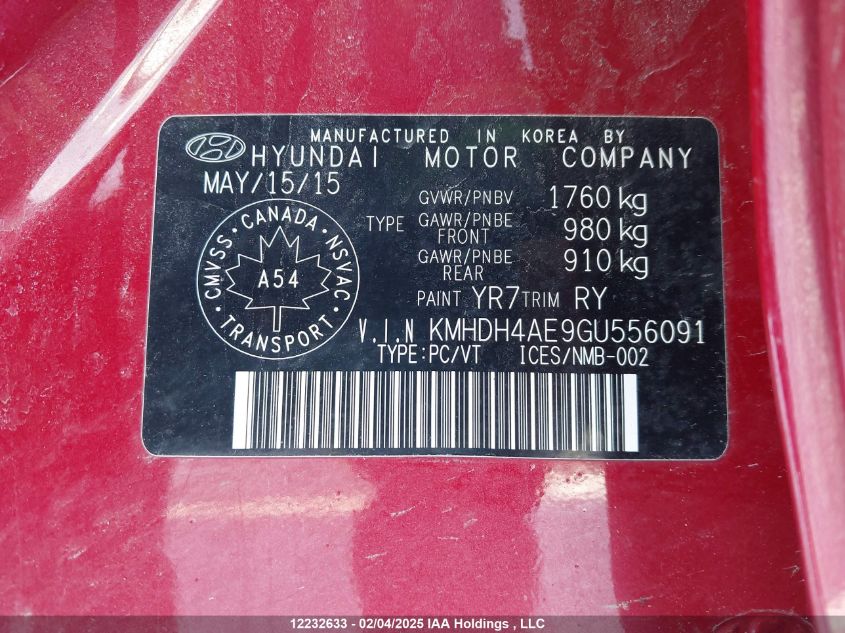 MANUFACTURED IN KOREA BY
HYUNDAI MOTOR COMPANY
MAY/15/15
GVWR/PNBV 1760 kg
TYPE GAWR/PNBE FRONT 980 kg
GAWR/PNBE REAR 910 kg
CMVSS · CANADA · NSVAC
A54
TRANSPORT
PAINT YR7 TRIM RY
V.I.N KMHDH4AE9GU556091
TYPE:PC/VT ICES/NMB-002
12232633 - 02/04/2025 IAA Holdings , LLC